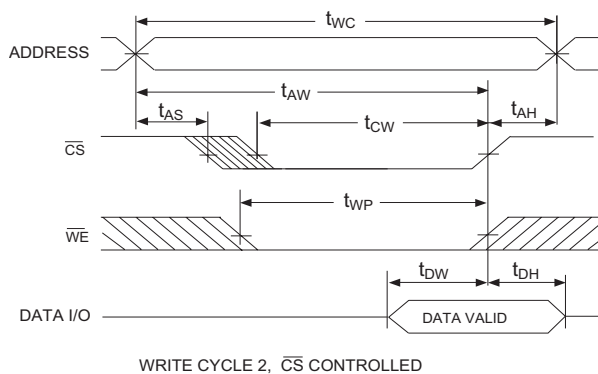 tWC
ADDRESS
tAW
tAS
tCW
tAH
CS
tWP
WE
tDW
tDH
DATA I/O
DATA VALID
WRITE CYCLE 2, CS CONTROLLED